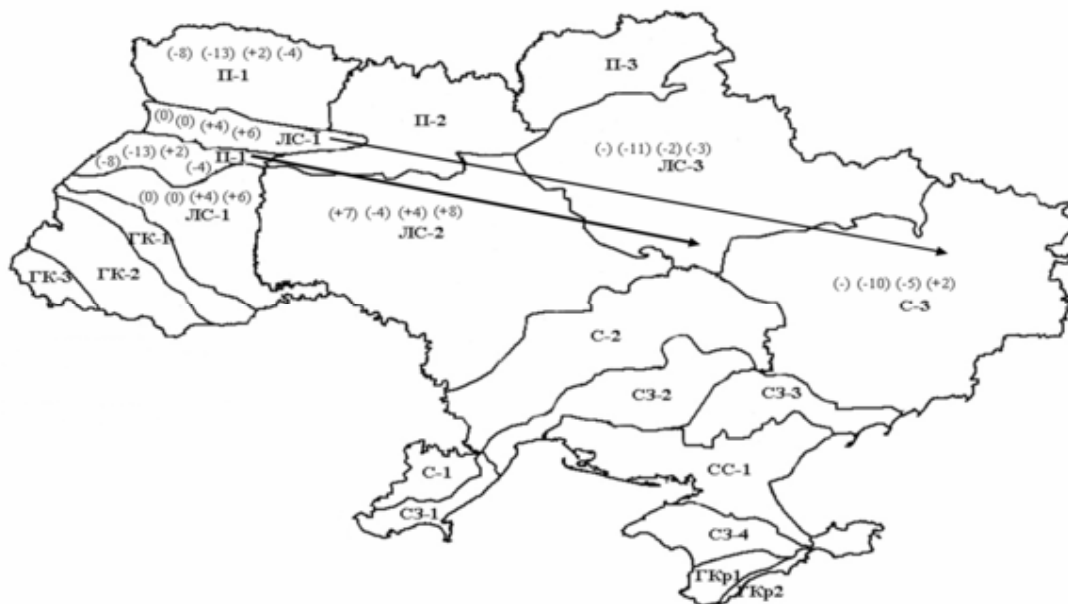 (-8) (-13) (+2) (-4)
П-1
П-3
П-2
(0) (0) (+4) (+6)
ЛС-1
(-) (-11) (-2) (-3)
ЛС-3
(-8) (-13) (+2) (-4)
П-1
(0) (0) (+4) (+6)
ЛС-1
(+7) (-4) (+4) (+8)
ЛС-2
ГК-1
ГК-2
ГК-3
(-) (-10) (-5) (+2)
С-3
С-2
СЗ-2
СЗ-3
С-1
СС-1
СЗ-1
СЗ-4
ГКр1
ГКр2